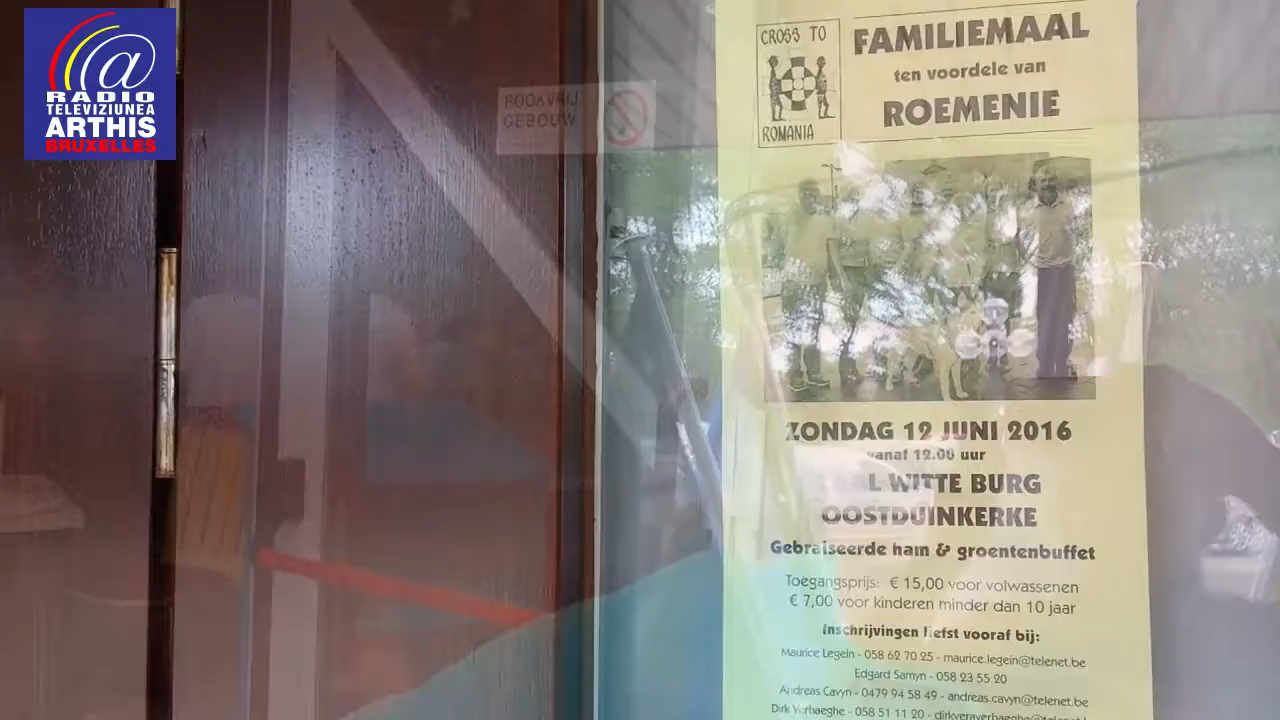 @
RADIO
TELEVIZIUNEA
ARTHIS
BRUXELLES
ROOKVRIJ
GEBOUW
CROSS TO
ROMANIA
FAMILIEMAAL
ten voordele van
ROEMENIE
ZONDAG 12 JUNI 2016
vanaf 12.00 uur
WITTE BURG
OOSTDUINKERKE
Gebraiseerde ham & groentenbuffet
Toegangsprijs: € 15,00 voor volwassenen
€ 7,00 voor kinderen minder dan 10 jaar
Inschrijvingen liefst vooraf bij:
Maurice Legein - 058 62 70 25 - maurice.legein@telenet.be
Edgard Samyn - 058 23 55 20
Andreas Cavyn - 0479 94 58 49 - andreas.cavyn@telenet.be
Dirk Verhaeghe - 058 51 11 20 -